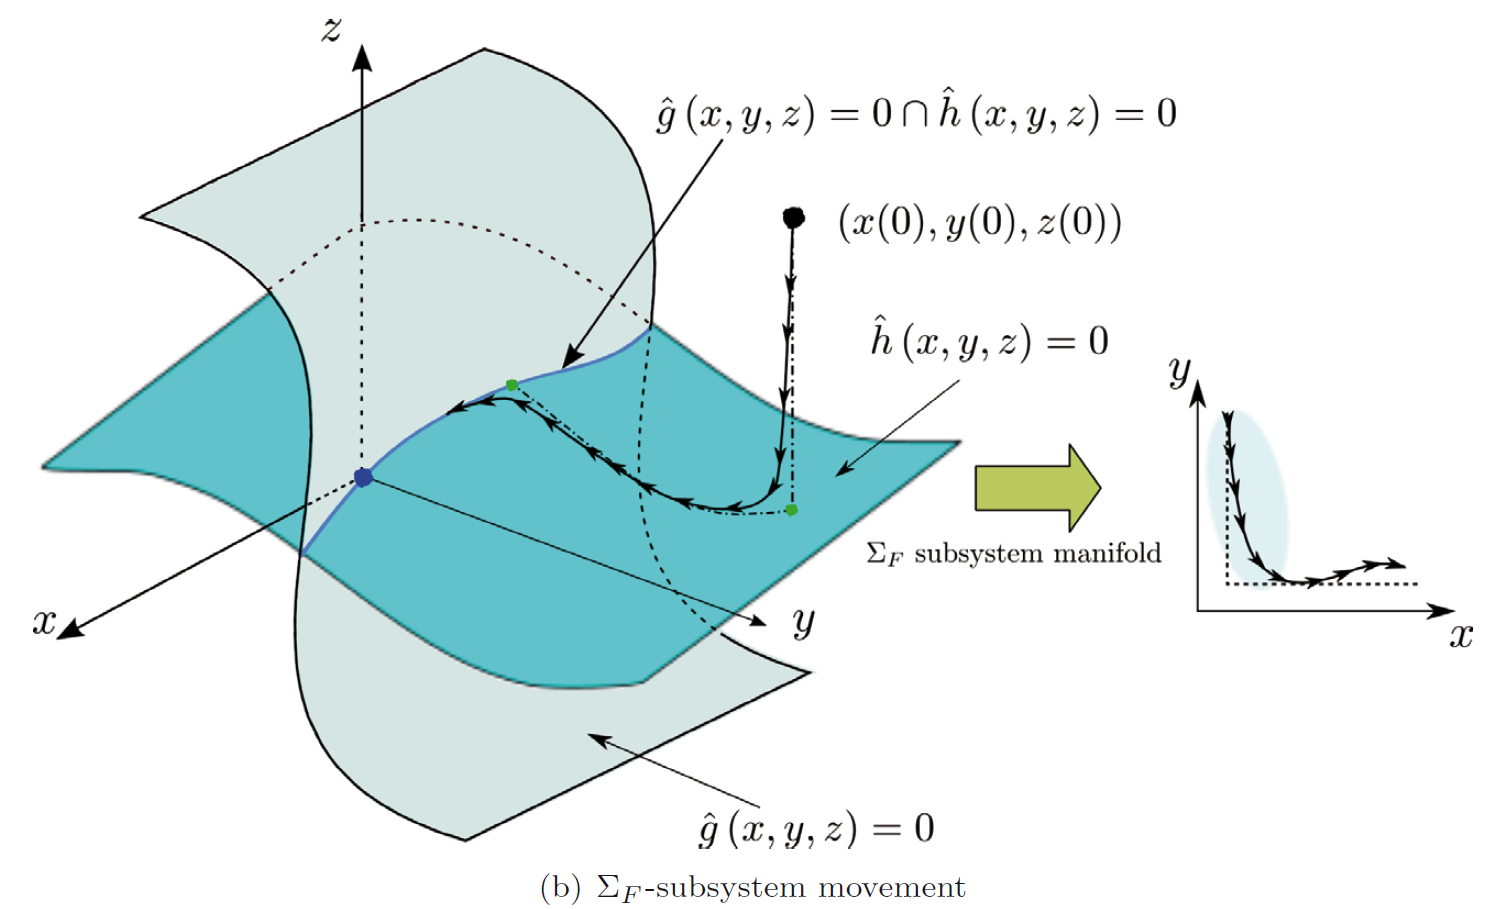 z
ĝ (x, y, z) = 0 ∩ ĥ (x, y, z) = 0
(x(0), y(0), z(0))
ĥ (x, y, z) = 0
y
Σ_F subsystem manifold
x
y
x
ĝ (x, y, z) = 0
(b) Σ_F-subsystem movement